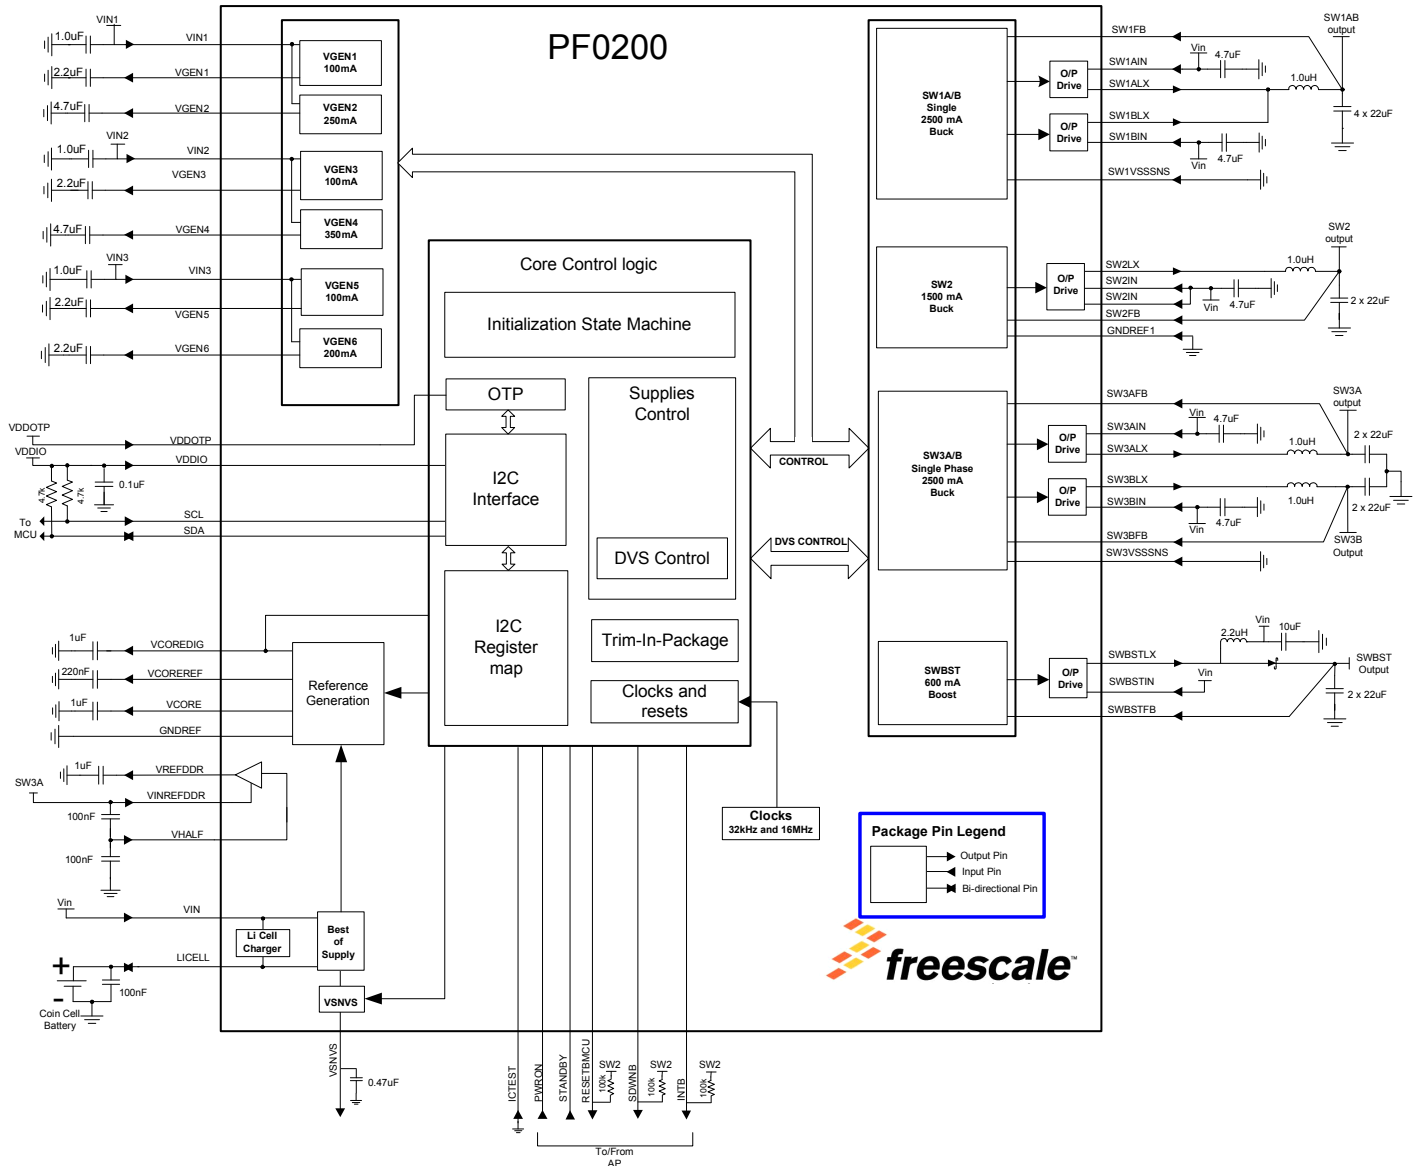 PF0200
VIN1
1.0uF
VIN1
2.2uF
VGEN1
4.7uF
VGEN2
VIN2
1.0uF
VIN2
VGEN3
2.2uF
4.7uF
VGEN4
VIN3
1.0uF
VIN3
2.2uF
VGEN5
2.2uF
VGEN6
VGEN1
100mA
VGEN2
250mA
VGEN3
100mA
VGEN4
350mA
VGEN5
100mA
VGEN6
200mA
VDDOTP
VDDOTP
VDDIO
VDDIO
4.7k
4.7k
0.1uF
To
MCU
SCL
SDA
1uF
VCOREDIG
220nF
VCOREREF
1uF
VCORE
GNDREF
1uF
VREFDDR
SW3A
VINREFDDR
100nF
VHALF
100nF
Vin
VIN
LICELL
+
-
100nF
Coin Cell
Battery
Reference
Generation
Li Cell
Charger
Best
of
Supply
VSNVS
VSNVS
0.47uF
Core Control logic
Initialization State Machine
OTP
I2C
Interface
I2C
Register
map
Supplies
Control
DVS Control
Trim-In-Package
Clocks and
resets
Clocks
32kHz and 16MHz
CONTROL
DVS CONTROL
ICTEST
PWRON
STANDBY
RESETBMCU
100k
SW2
SDWNB
100k
SW2
INTB
100k
SW2
To/From
AP
SW1A/B
Single
2500 mA
Buck
O/P
Drive
O/P
Drive
SW1FB
SW1AIN
Vin
4.7uF
SW1ALX
1.0uH
SW1AB
output
4 x 22uF
SW1BLX
SW1BIN
Vin
4.7uF
SW1VSSSNS
SW2
1500 mA
Buck
O/P
Drive
SW2LX
1.0uH
SW2
output
SW2IN
SW2IN
Vin
4.7uF
2 x 22uF
SW2FB
GNDREF1
SW3A/B
Single Phase
2500 mA
Buck
O/P
Drive
O/P
Drive
SW3AFB
SW3A
output
SW3AIN
Vin
4.7uF
SW3ALX
1.0uH
2 x 22uF
SW3BLX
1.0uH
SW3BIN
Vin
4.7uF
2 x 22uF
SW3BFB
SW3B
Output
SW3VSSSNS
SWBST
600 mA
Boost
O/P
Drive
SWBSTLX
2.2uH
Vin
10uF
SWBST
Output
SWBSTIN
Vin
2 x 22uF
SWBSTFB
Package Pin Legend
Output Pin
Input Pin
Bi-directional Pin
freescale™